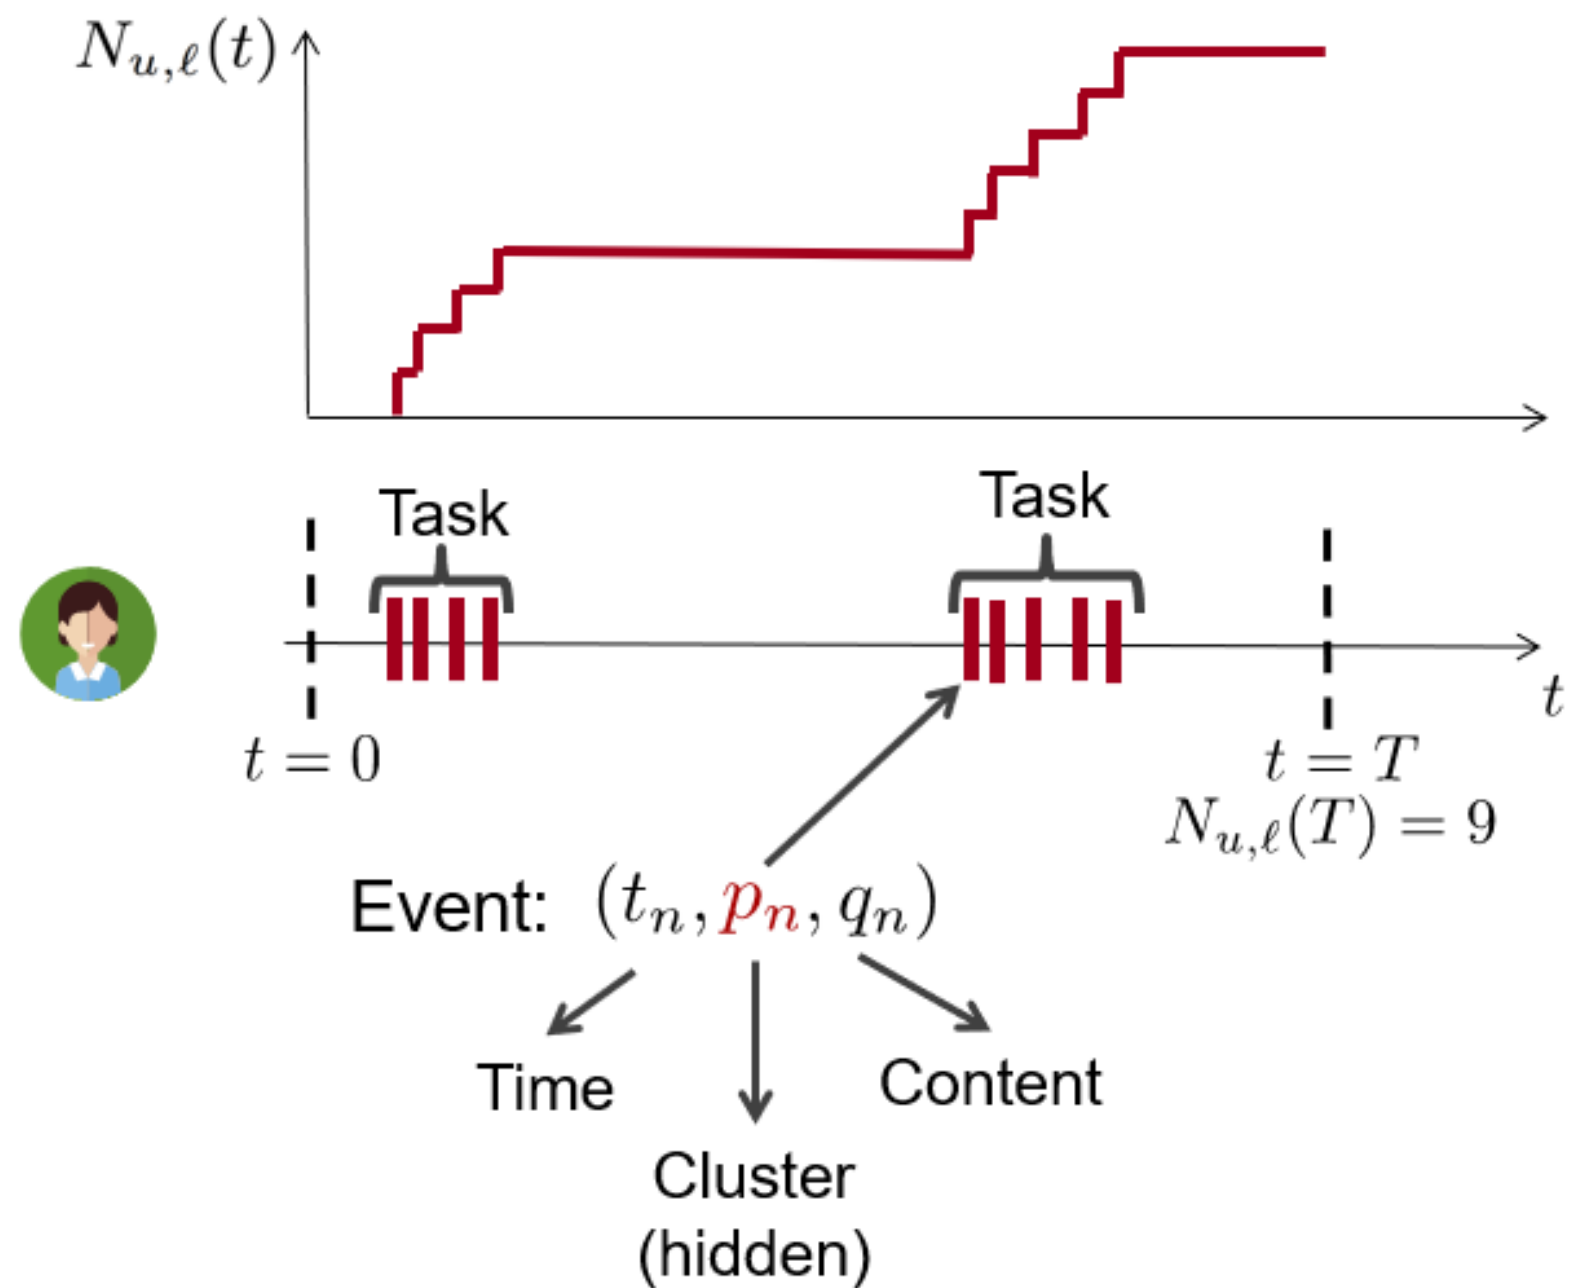 N_{u,ℓ}(t)
Task
Task
t
t = 0
t = T
N_{u,ℓ}(T) = 9
Event: (t_n, p_n, q_n)
Time
Content
Cluster
(hidden)